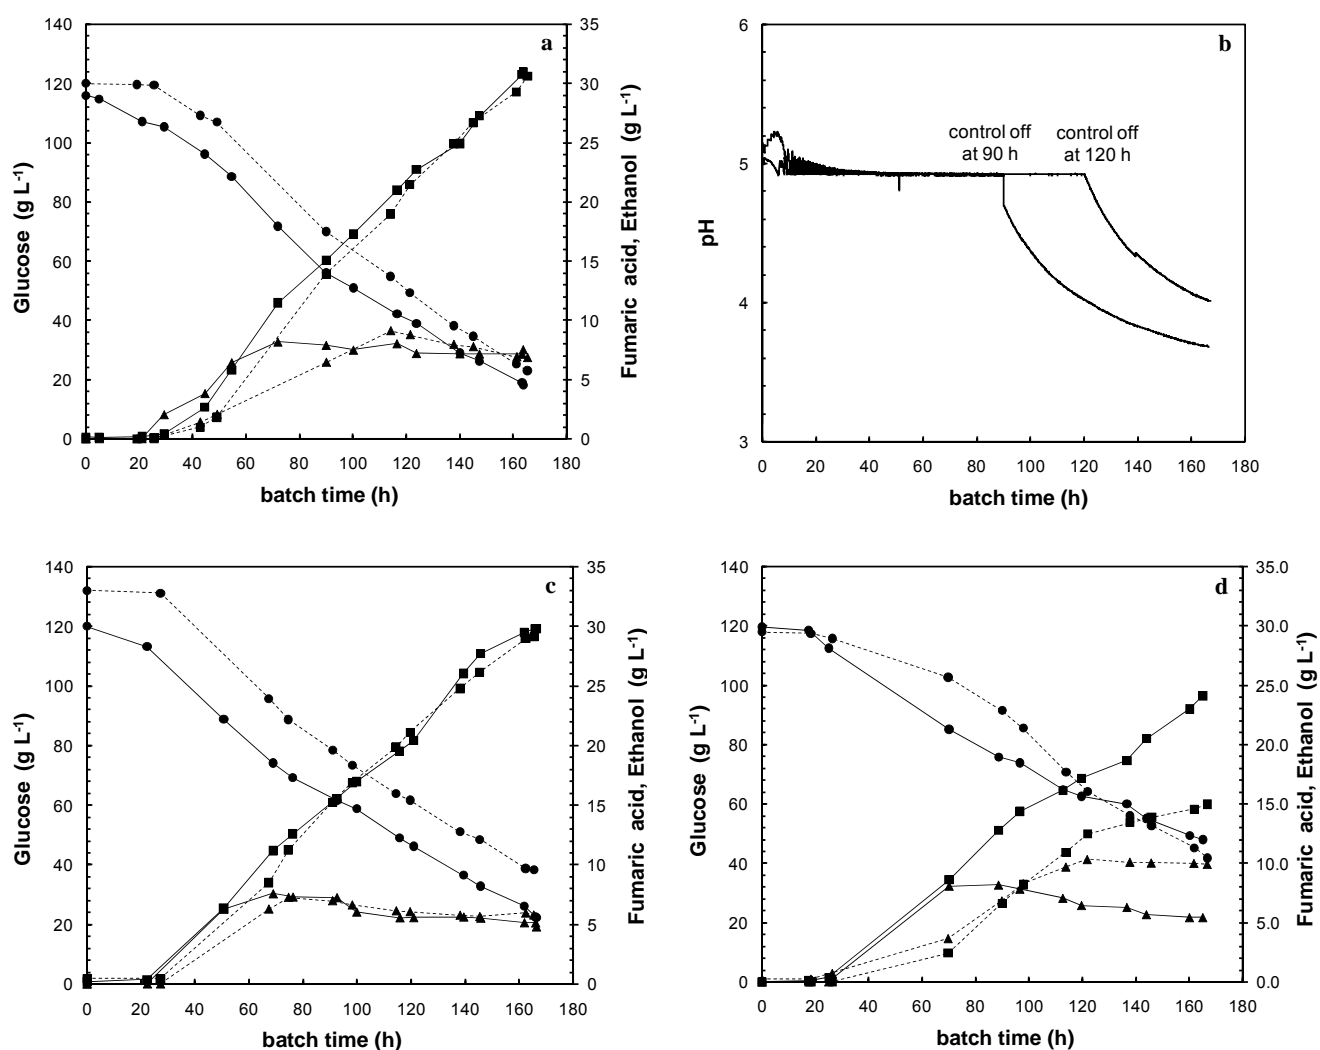 a
140
120
100
80
60
40
20
0
35
30
25
20
15
10
5
0
0 20 40 60 80 100 120 140 160 180
Glucose (g L-1)
Fumaric acid, Ethanol (g L-1)
batch time (h)
b
6
5
4
3
0 20 40 60 80 100 120 140 160 180
pH
control off
at 90 h
control off
at 120 h
batch time (h)
c
140
120
100
80
60
40
20
0
35
30
25
20
15
10
5
0
0 20 40 60 80 100 120 140 160 180
Glucose (g L-1)
Fumaric acid, Ethanol (g L-1)
batch time (h)
d
140
120
100
80
60
40
20
0
35.0
30.0
25.0
20.0
15.0
10.0
5.0
0.0
0 20 40 60 80 100 120 140 160 180
Glucose (g L-1)
Fumaric acid, Ethanol (g L-1)
batch time (h)